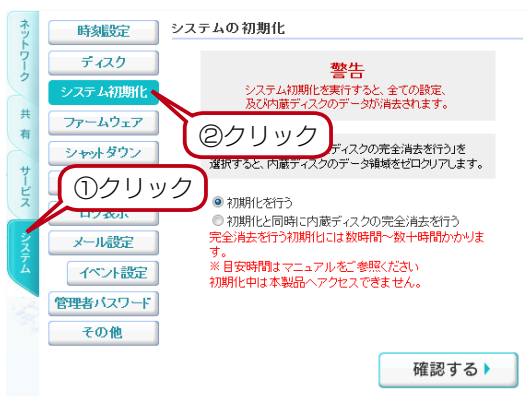 ネットワーク
共有
サービス
システム
時刻設定
ディスク
システム初期化
ファームウェア
シャットダウン
ログ表示
メール設定
イベント設定
管理者パスワード
その他
①クリック
②クリック
システムの初期化
警告
システム初期化を実行すると、全ての設定、
及び内蔵ディスクのデータが消去されます。
ディスクの完全消去を行う」を
選択すると、内蔵ディスクのデータ領域をゼロクリアします。
初期化を行う
初期化と同時に内蔵ディスクの完全消去を行う
完全消去を行う初期化には数時間〜数十時間かかりま
す。
※目安時間はマニュアルをご参照ください
初期化中は本製品へアクセスできません。
確認する